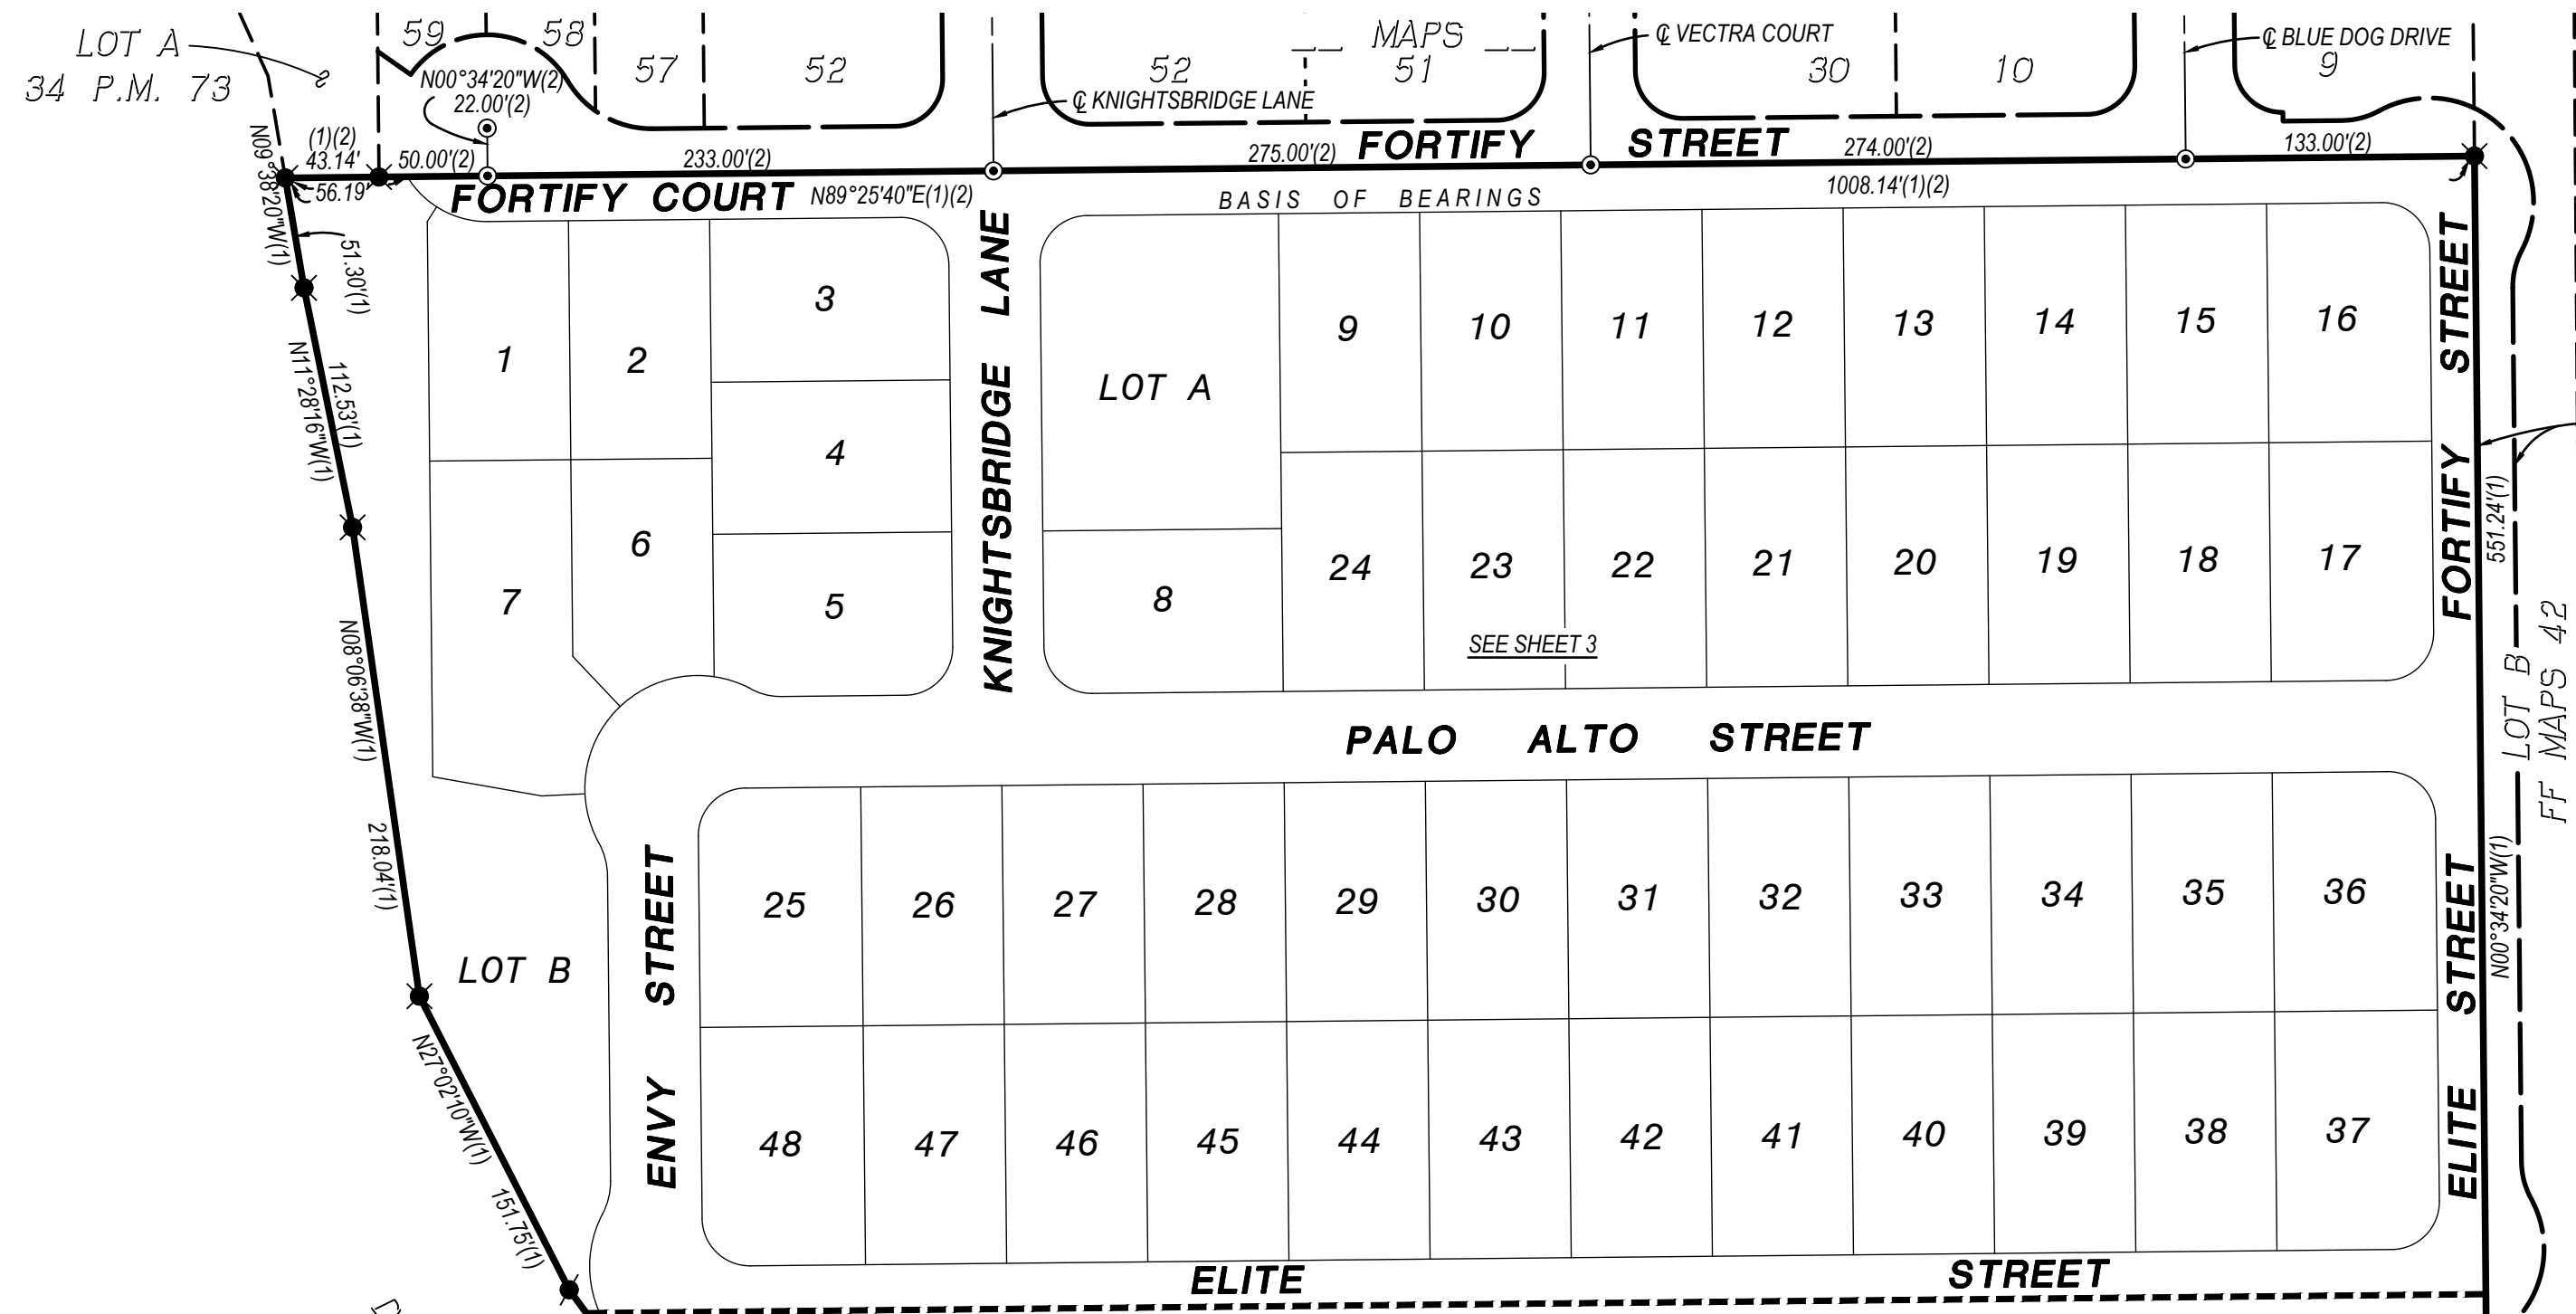 LOT A
34 P.M. 73
59
58
57
52
52
__ MAPS __
51
℄ VECTRA COURT
30
10
℄ BLUE DOG DRIVE
9
N00°34'20"W(2)
22.00'(2)
℄ KNIGHTSBRIDGE LANE
(1)(2)
43.14'
50.00'(2)
233.00'(2)
275.00'(2)
FORTIFY STREET
274.00'(2)
133.00'(2)
56.19'
FORTIFY COURT
N89°25'40"E(1)(2)
BASIS OF BEARINGS
1008.14'(1)(2)
N09°38'20"W(1)
51.30'(1)
N11°28'16"W(1)
112.53'(1)
N08°06'38"W(1)
218.04'(1)
N27°02'10"W(1)
151.75'(1)
1
2
3
4
5
6
7
KNIGHTSBRIDGE LANE
LOT A
8
9
10
11
12
13
14
15
16
24
23
22
21
20
19
18
17
SEE SHEET 3
FORTIFY STREET
551.24'(1)
LOT B
FF MAPS 42
PALO ALTO STREET
LOT B
ENVY STREET
25
26
27
28
29
30
31
32
33
34
35
36
48
47
46
45
44
43
42
41
40
39
38
37
ELITE STREET
N00°34'20"W(1)
ELITE STREET